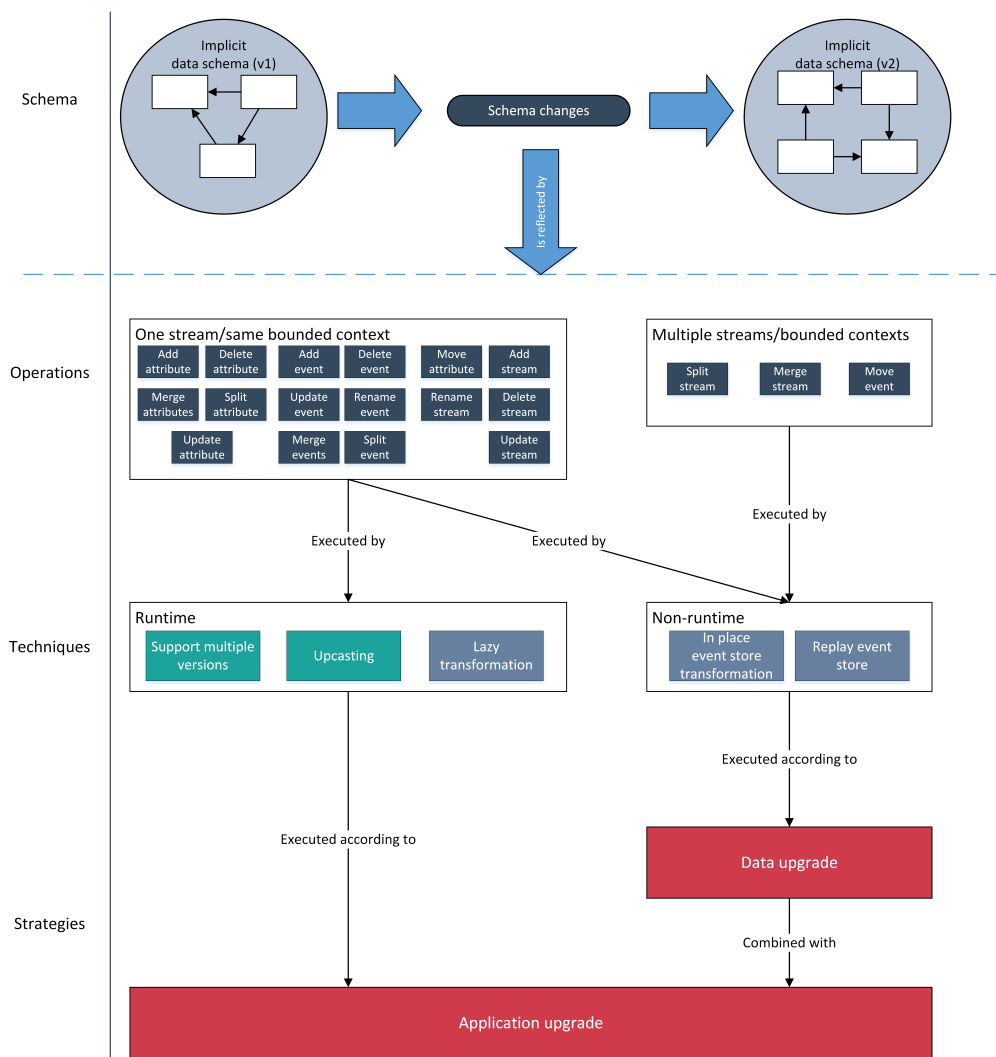 Schema
Implicit
data schema (v1)
Schema changes
Implicit
data schema (v2)
Is reflected by
Operations
One stream/same bounded context
Add
attribute
Delete
attribute
Add
event
Delete
event
Move
attribute
Add
stream
Merge
attributes
Split
attribute
Update
event
Rename
event
Rename
stream
Delete
stream
Update
attribute
Merge
events
Split
event
Update
stream
Multiple streams/bounded contexts
Split
stream
Merge
stream
Move
event
Executed by
Executed by
Executed by
Techniques
Runtime
Support multiple
versions
Upcasting
Lazy
transformation
Non-runtime
In place
event store
transformation
Replay event
store
Executed according to
Executed according to
Strategies
Data upgrade
Combined with
Application upgrade